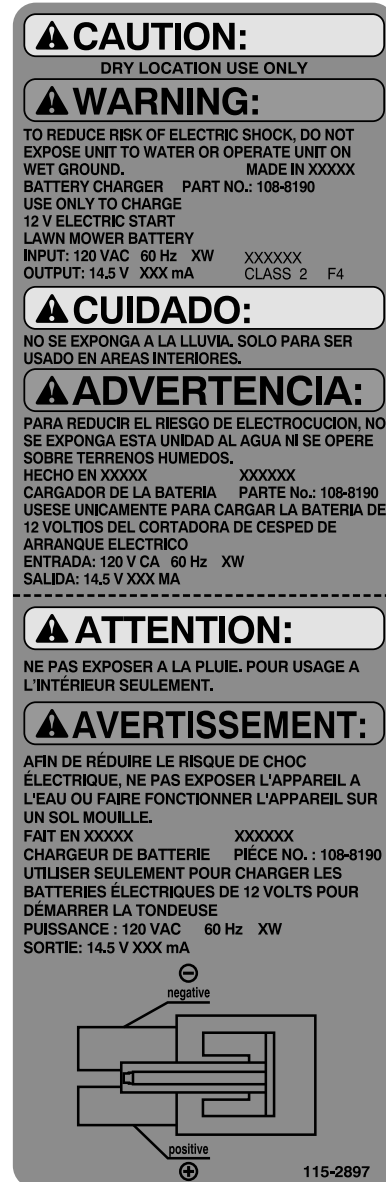 CAUTION:
DRY LOCATION USE ONLY
WARNING:
TO REDUCE RISK OF ELECTRIC SHOCK, DO NOT
EXPOSE UNIT TO WATER OR OPERATE UNIT ON
WET GROUND. MADE IN XXXXX
BATTERY CHARGER PART NO.: 108-8190
USE ONLY TO CHARGE
12 V ELECTRIC START
LAWN MOWER BATTERY
INPUT: 120 VAC 60 Hz XW XXXXXX
OUTPUT: 14.5 V XXX mA CLASS 2 F4
CUIDADO:
NO SE EXPONGA A LA LLUVIA. SOLO PARA SER
USADO EN AREAS INTERIORES.
ADVERTENCIA:
PARA REDUCIR EL RIESGO DE ELECTROCUCION, NO
SE EXPONGA ESTA UNIDAD AL AGUA NI SE OPERE
SOBRE TERRENOS HUMEDOS.
HECHO EN XXXXX XXXXXX
CARGADOR DE LA BATERIA PARTE No.: 108-8190
USESE UNICAMENTE PARA CARGAR LA BATERIA DE
12 VOLTIOS DEL CORTADORA DE CESPED DE
ARRANQUE ELECTRICO
ENTRADA: 120 V CA 60 Hz XW
SALIDA: 14.5 V XXX MA
ATTENTION:
NE PAS EXPOSER A LA PLUIE. POUR USAGE A
L'INTÉRIEUR SEULEMENT.
AVERTISSEMENT:
AFIN DE RÉDUIRE LE RISQUE DE CHOC
ÉLECTRIQUE, NE PAS EXPOSER L'APPAREIL A
L'EAU OU FAIRE FONCTIONNER L'APPAREIL SUR
UN SOL MOUILLE.
FAIT EN XXXXX XXXXXX
CHARGEUR DE BATTERIE PIÉCE NO. : 108-8190
UTILISER SEULEMENT POUR CHARGER LES
BATTERIES ÉLECTRIQUES DE 12 VOLTS POUR
DÉMARRER LA TONDEUSE
PUISSANCE : 120 VAC 60 Hz XW
SORTIE: 14.5 V XXX mA
negative
positive
115-2897